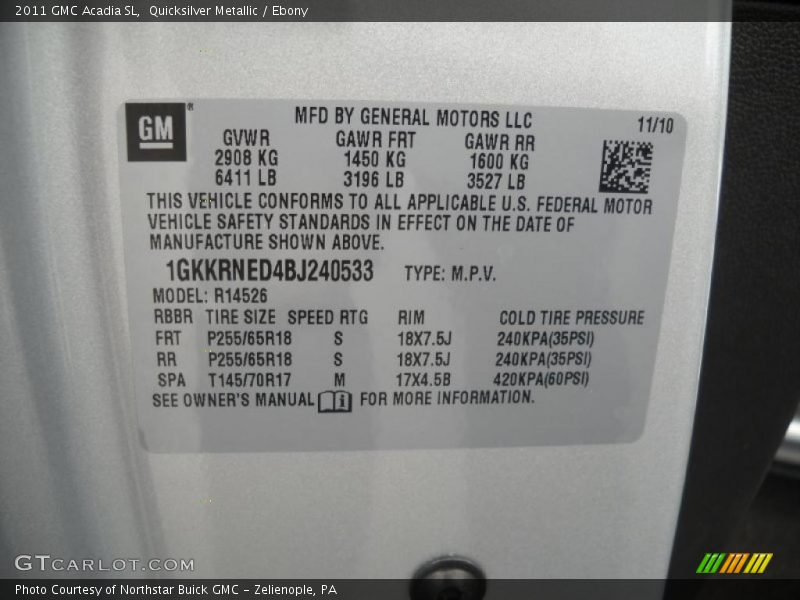 2011 GMC Acadia SL, Quicksilver Metallic / Ebony
GM ®
MFD BY GENERAL MOTORS LLC 11/10
GVWR GAWR FRT GAWR RR
2908 KG 1450 KG 1600 KG
6411 LB 3196 LB 3527 LB
THIS VEHICLE CONFORMS TO ALL APPLICABLE U.S. FEDERAL MOTOR
VEHICLE SAFETY STANDARDS IN EFFECT ON THE DATE OF
MANUFACTURE SHOWN ABOVE.
1GKKRNED4BJ240533 TYPE: M.P.V.
MODEL: R14526
RBBR TIRE SIZE SPEED RTG RIM COLD TIRE PRESSURE
FRT P255/65R18 S 18X7.5J 240KPA(35PSI)
RR P255/65R18 S 18X7.5J 240KPA(35PSI)
SPA T145/70R17 M 17X4.5B 420KPA(60PSI)
SEE OWNER'S MANUAL FOR MORE INFORMATION.
GTCARLOT.COM
Photo Courtesy of Northstar Buick GMC - Zelienople, PA